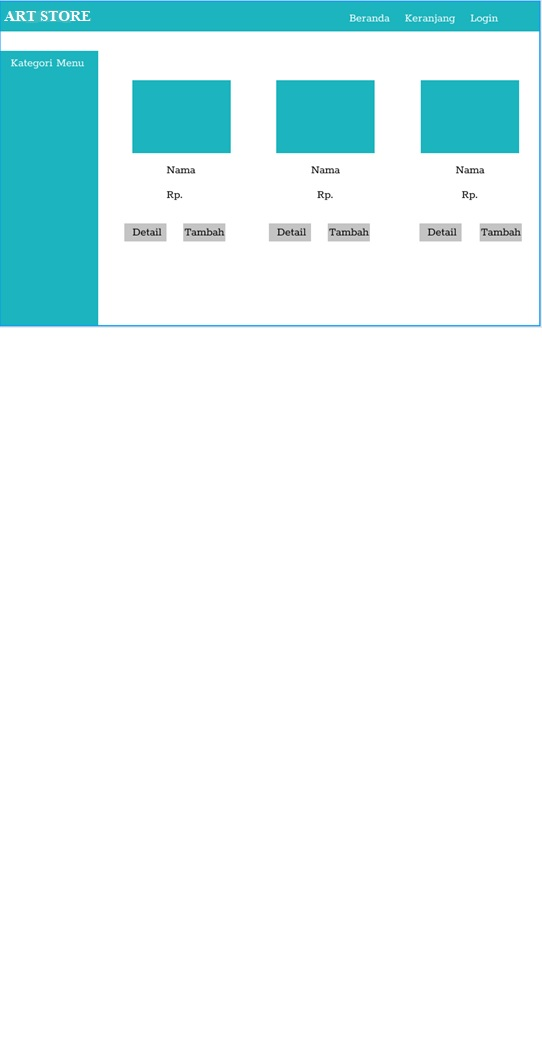 ART STORE
Beranda Keranjang Login
Kategori Menu
Nama Nama Nama
Rp. Rp. Rp.
Detail Tambah Detail Tambah Detail Tambah